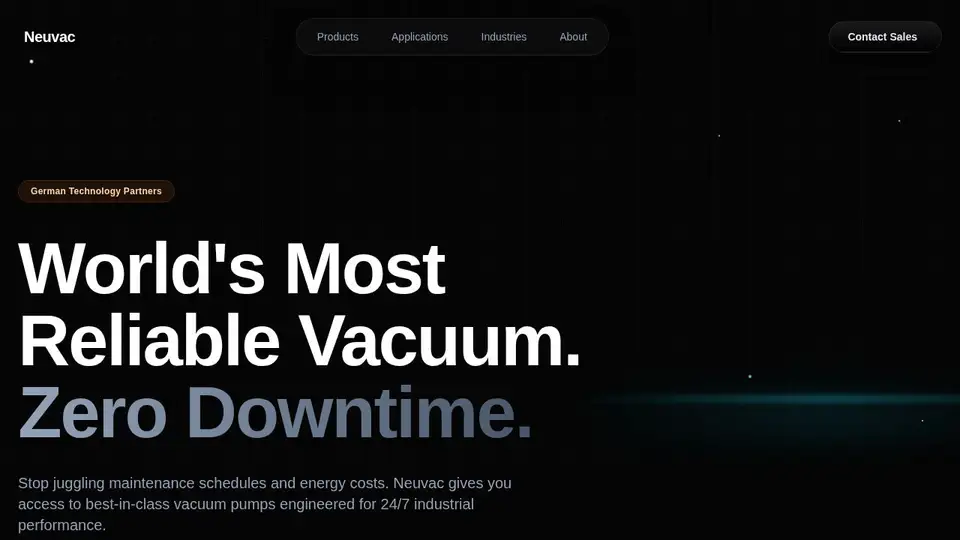 Neuvac
Products Applications Industries About
Contact Sales
German Technology Partners
World's Most
Reliable Vacuum.
Zero Downtime.
Stop juggling maintenance schedules and energy costs. Neuvac gives you
access to best-in-class vacuum pumps engineered for 24/7 industrial
performance.